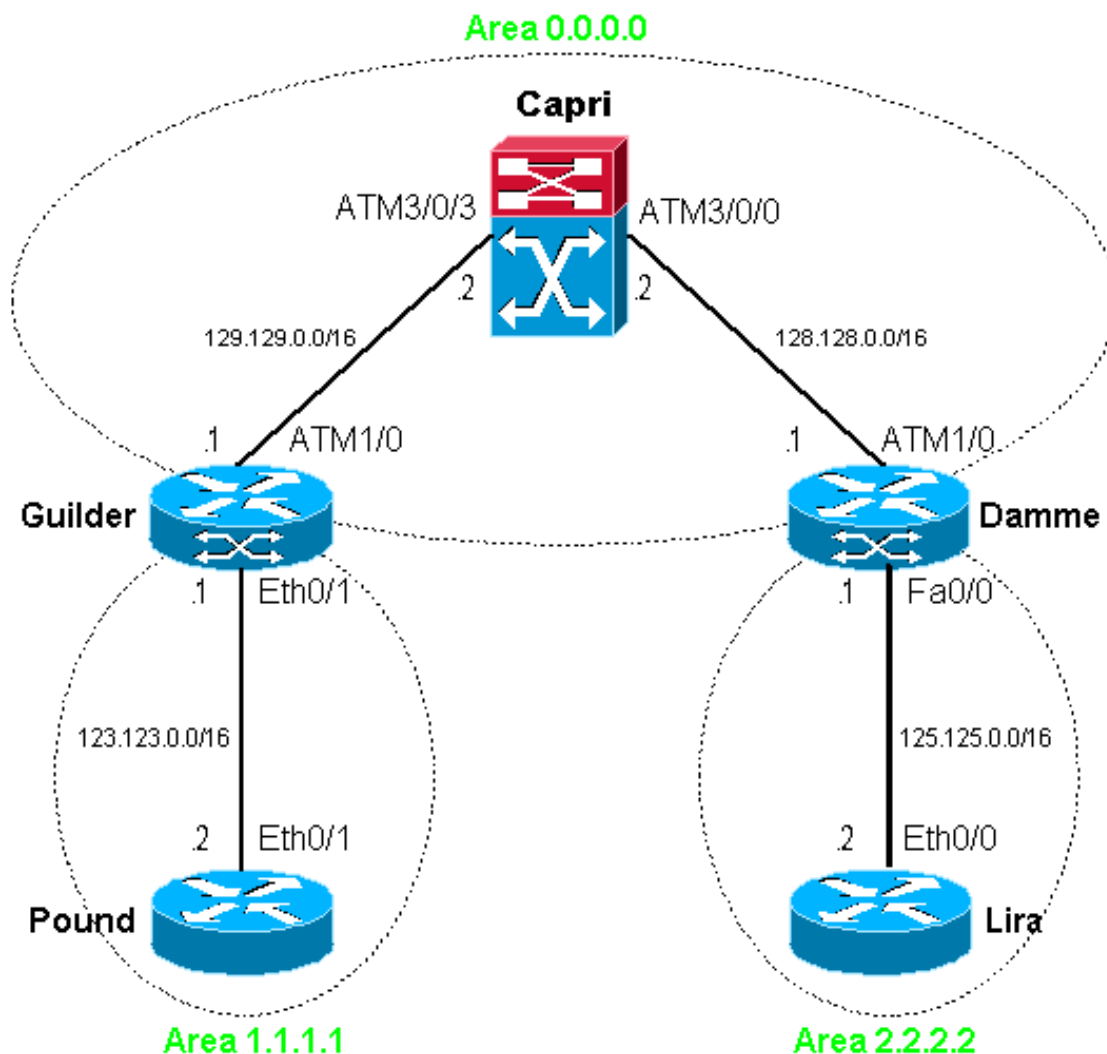 Area 0.0.0.0
Capri
ATM3/0/3
ATM3/0/0
.2
.2
129.129.0.0/16
128.128.0.0/16
.1
ATM1/0
.1
ATM1/0
Guilder
Damme
.1
Eth0/1
.1
Fa0/0
123.123.0.0/16
125.125.0.0/16
.2
Eth0/1
.2
Eth0/0
Pound
Lira
Area 1.1.1.1
Area 2.2.2.2